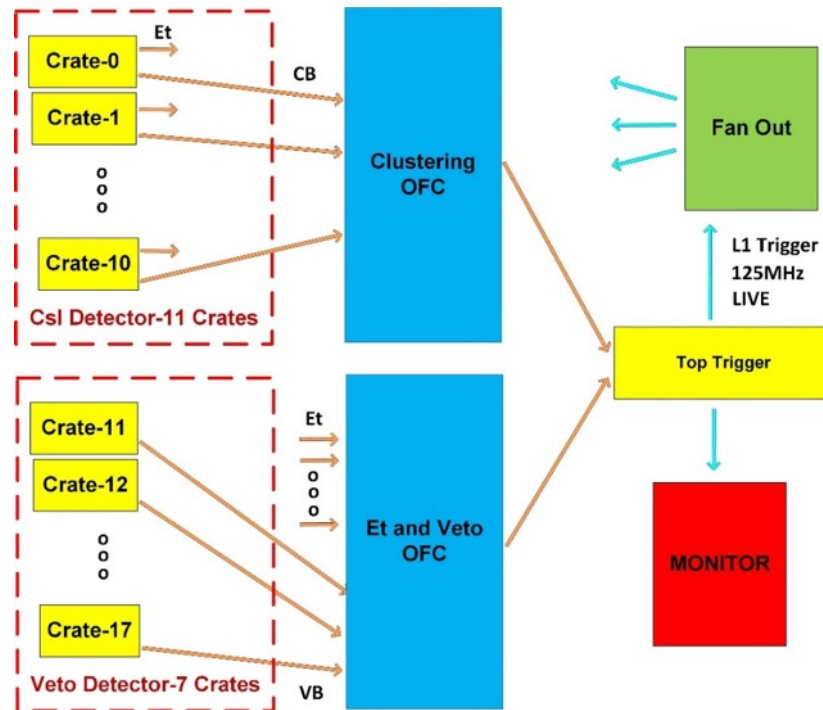 Et
Crate-0
CB
Crate-1
o
o
o
Crate-10
CsI Detector-11 Crates
Clustering
OFC
Fan Out
L1 Trigger
125MHz
LIVE
Top Trigger
Crate-11
Crate-12
o
o
o
Crate-17
Veto Detector-7 Crates
Et
o
o
o
VB
Et and Veto
OFC
MONITOR